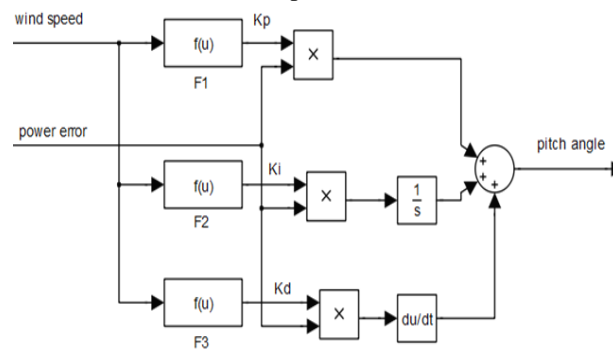 wind speed
Kp
f(u)
X
F1
power error
pitch angle
Ki
f(u)
X
1
s
+
+
+
F2
Kd
f(u)
X
du/dt
F3